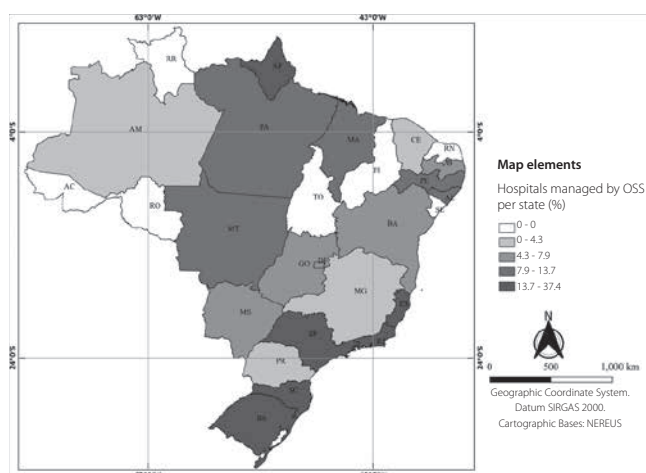 63°0'W
43°0'W
RR
AP
4°0'S
4°0'S
AM
PA
MA
CE
RN
PI
AC
RO
TO
SE
BA
MT
GO
DF
MG
ES
MS
SP
24°0'S
24°0'S
PR
SC
RS
Map elements
Hospitals managed by OSS
per state (%)
0 - 0
0 - 4.3
4.3 - 7.9
7.9 - 13.7
13.7 - 37.4
N
0 500 1,000 km
Geographic Coordinate System.
Datum SIRGAS 2000.
Cartographic Bases: NEREUS